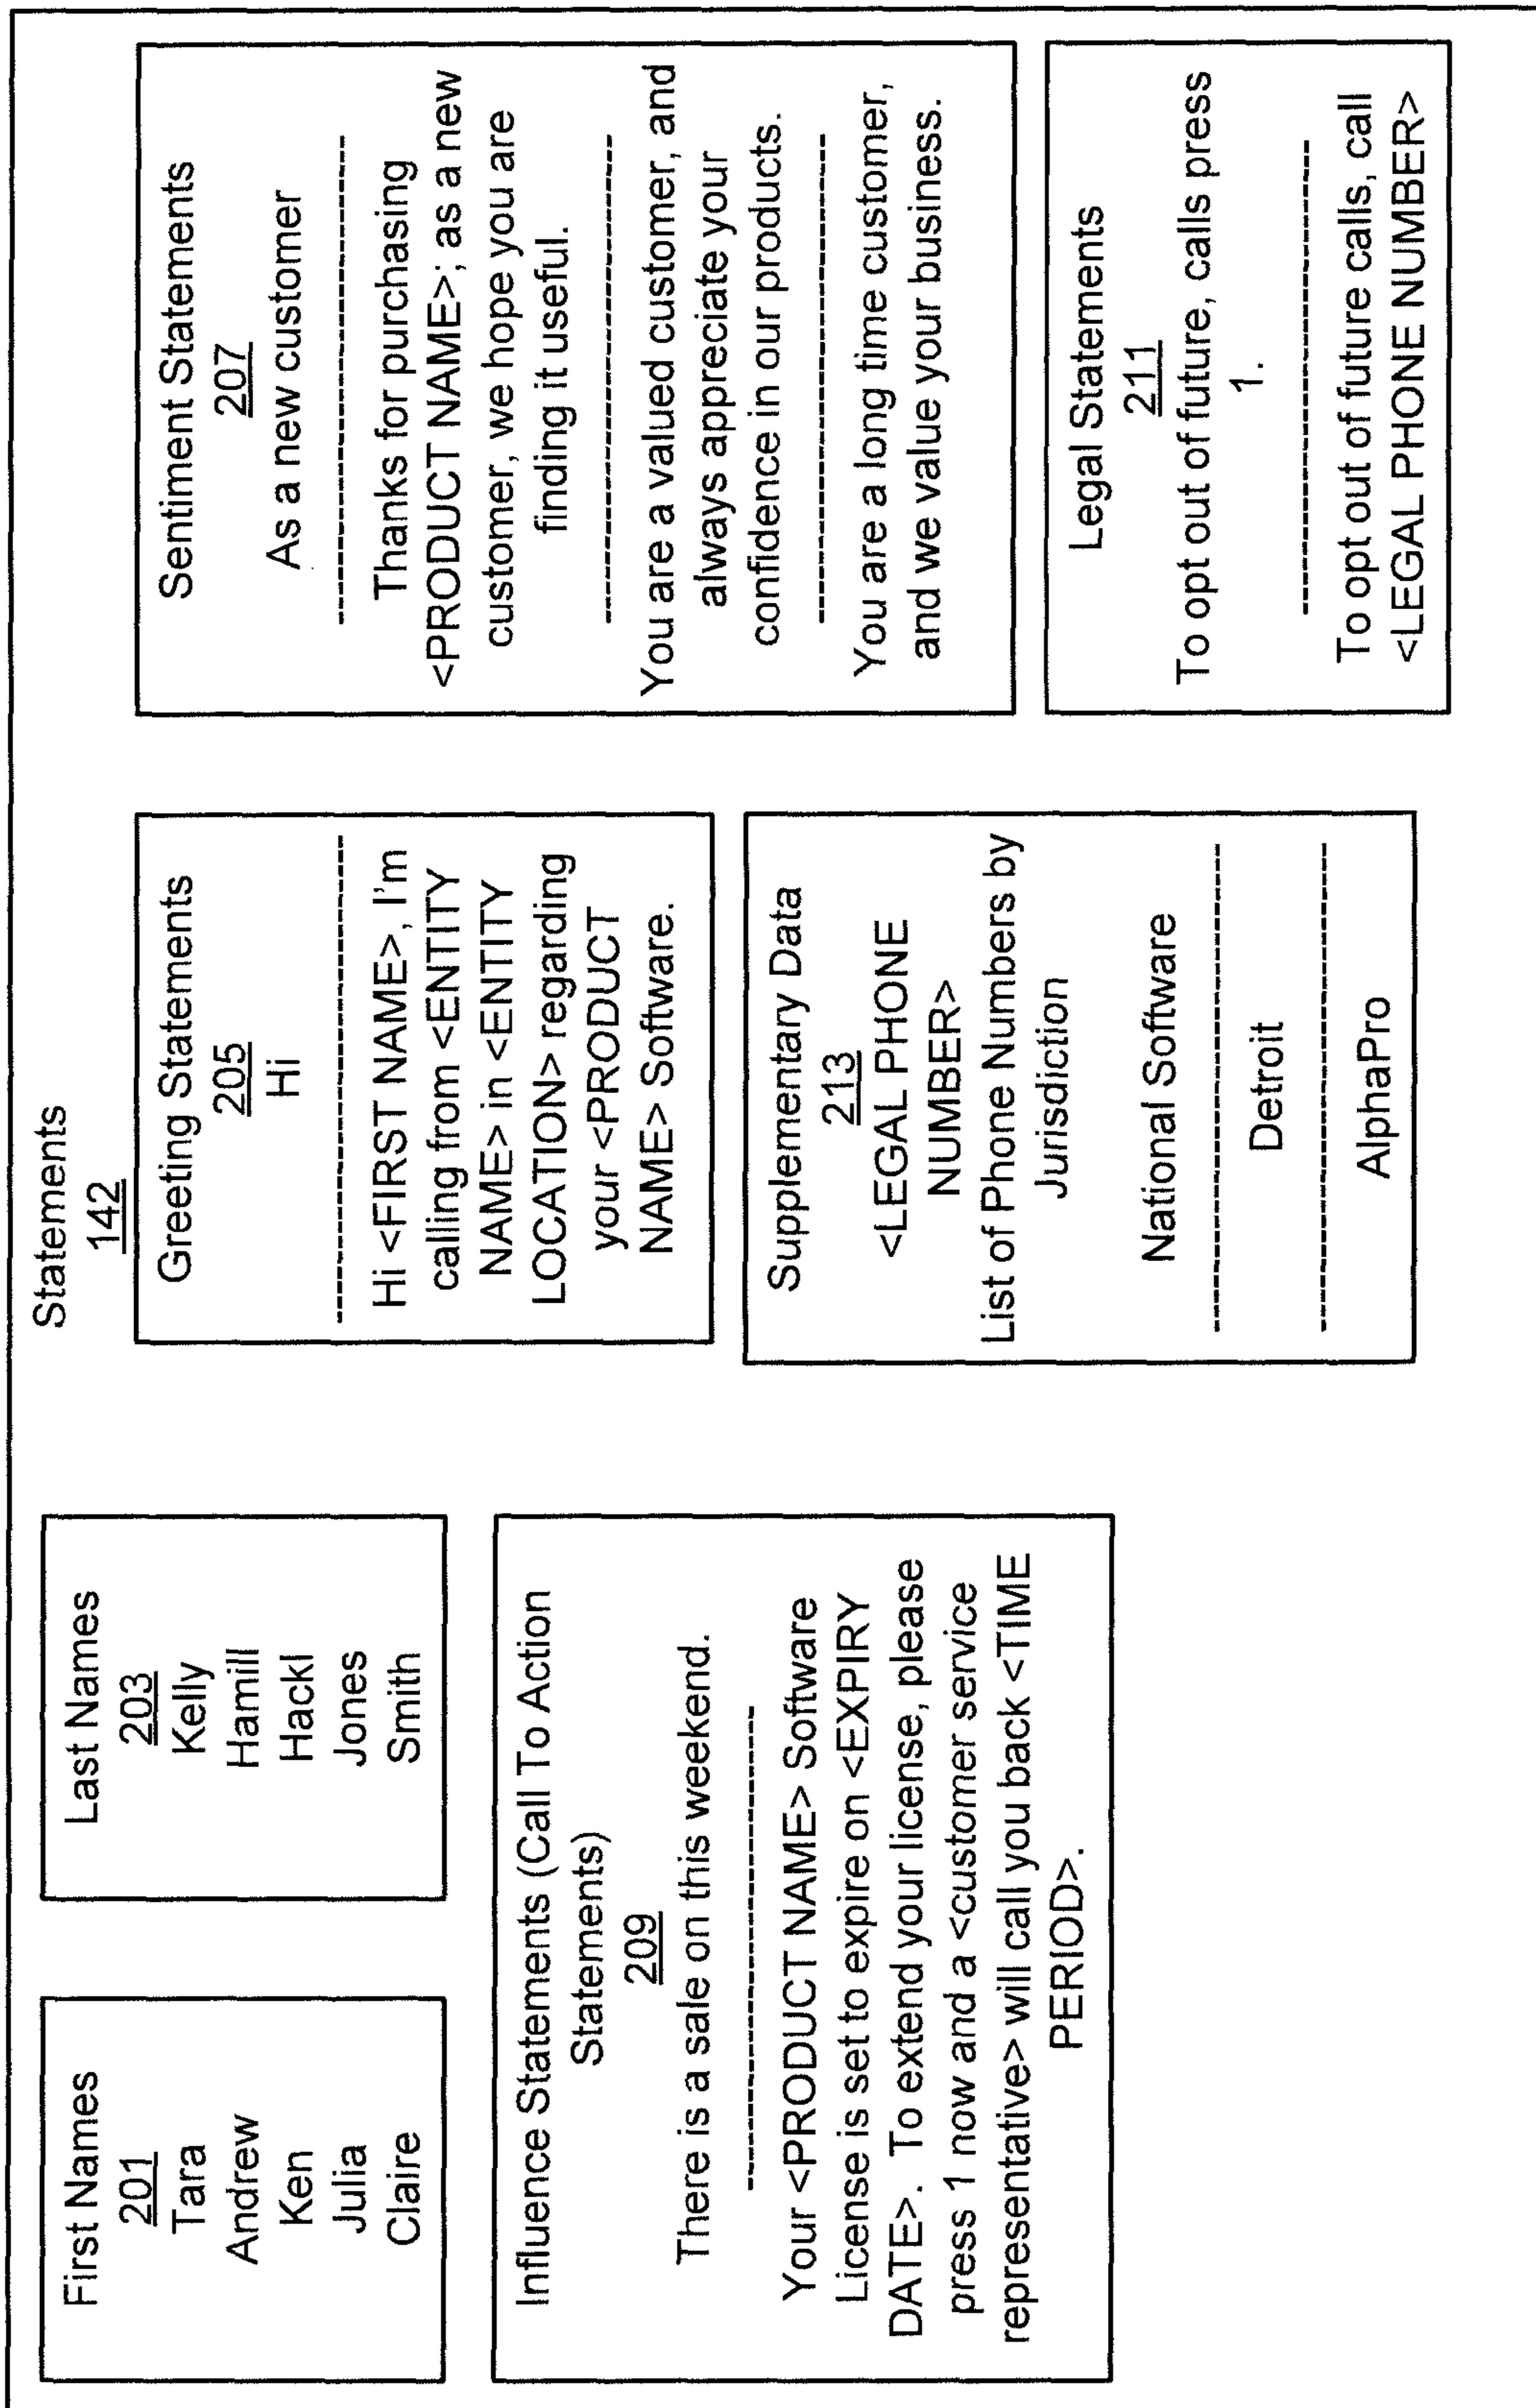 Statements
142
First Names
201
Tara
Andrew
Ken
Julia
Claire
Last Names
203
Kelly
Hamill
Hackl
Jones
Smith
Greeting Statements
205
Hi
Hi <FIRST NAME>, I'm
calling from <ENTITY
NAME> in <ENTITY
LOCATION> regarding
your <PRODUCT
NAME> Software.
Sentiment Statements
207
As a new customer
Thanks for purchasing
<PRODUCT NAME>; as a new
customer, we hope you are
finding it useful.
You are a valued customer, and
always appreciate your
confidence in our products.
You are a long time customer,
and we value your business.
Influence Statements (Call To Action
Statements)
209
There is a sale on this weekend.
Your <PRODUCT NAME> Software
License is set to expire on <EXPIRY
DATE>. To extend your license, please
press 1 now and a <customer service
representative> will call you back <TIME
PERIOD>.
Supplementary Data
213
<LEGAL PHONE
NUMBER>
List of Phone Numbers by
Jurisdiction
National Software
Detroit
AlphaPro
Legal Statements
211
To opt out of future, calls press
1.
To opt out of future calls, call
<LEGAL PHONE NUMBER>